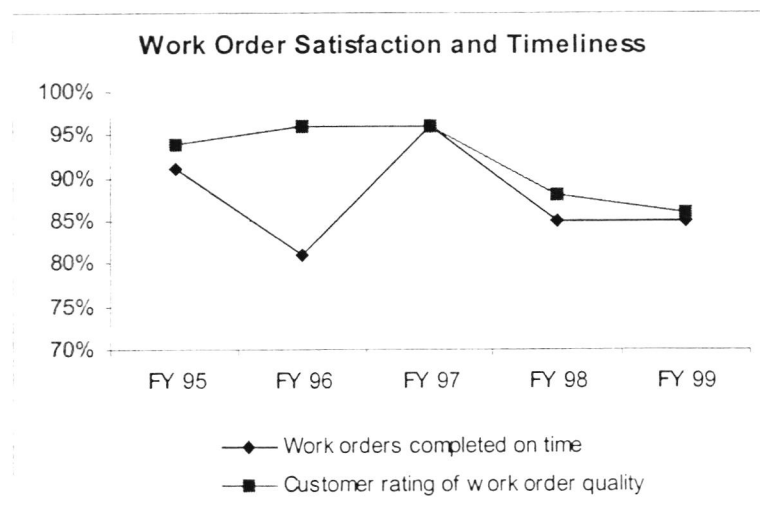 Work Order Satisfaction and Timeliness
100%
95%
90%
85%
80%
75%
70%
FY 95 FY 96 FY 97 FY 98 FY 99
Work orders completed on time
Customer rating of work order quality